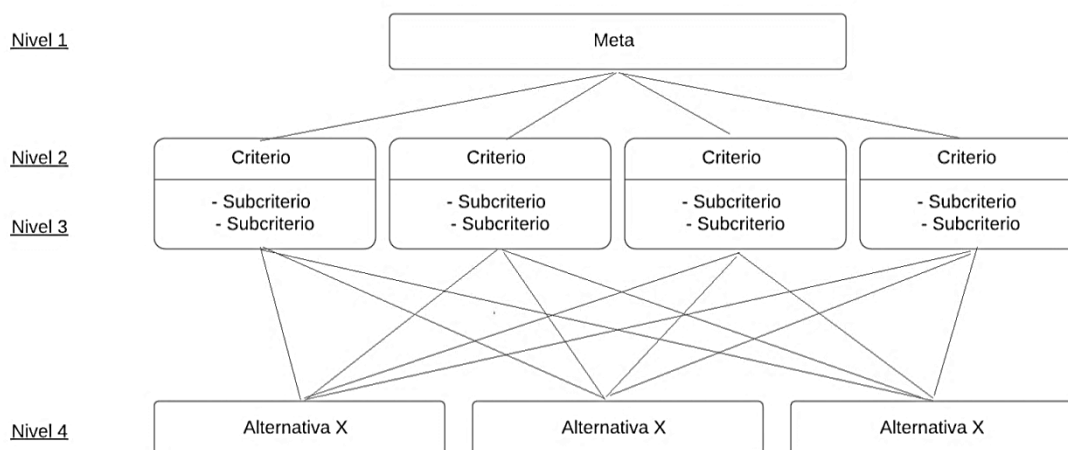 Nivel 1
Meta
Nivel 2
Criterio
Criterio
Criterio
Criterio
Nivel 3
- Subcriterio
- Subcriterio
- Subcriterio
- Subcriterio
- Subcriterio
- Subcriterio
- Subcriterio
- Subcriterio
Nivel 4
Alternativa X
Alternativa X
Alternativa X